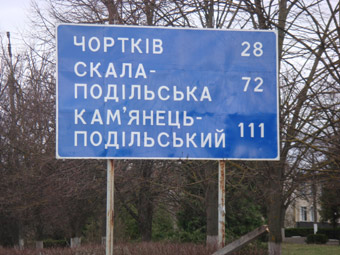 ЧОРТКІВ 28
СКАЛА-
ПОДІЛЬСЬКА 72
КАМ'ЯНЕЦЬ-
ПОДІЛЬСЬКИЙ 111